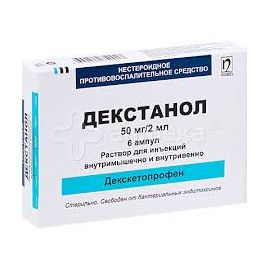 НЕСТЕРОИДНОЕ
ПРОТИВОВОСПАЛИТЕЛЬНОЕ СРЕДСТВО
NOBEL
ДЕКСТАНОЛ
50 мг/2 мл
6 ампул
Раствор для инъекций
внутримышечно и внутривенно
Декскетопрофен
Стерильно. Свободен от бактериальных эндотоксинов